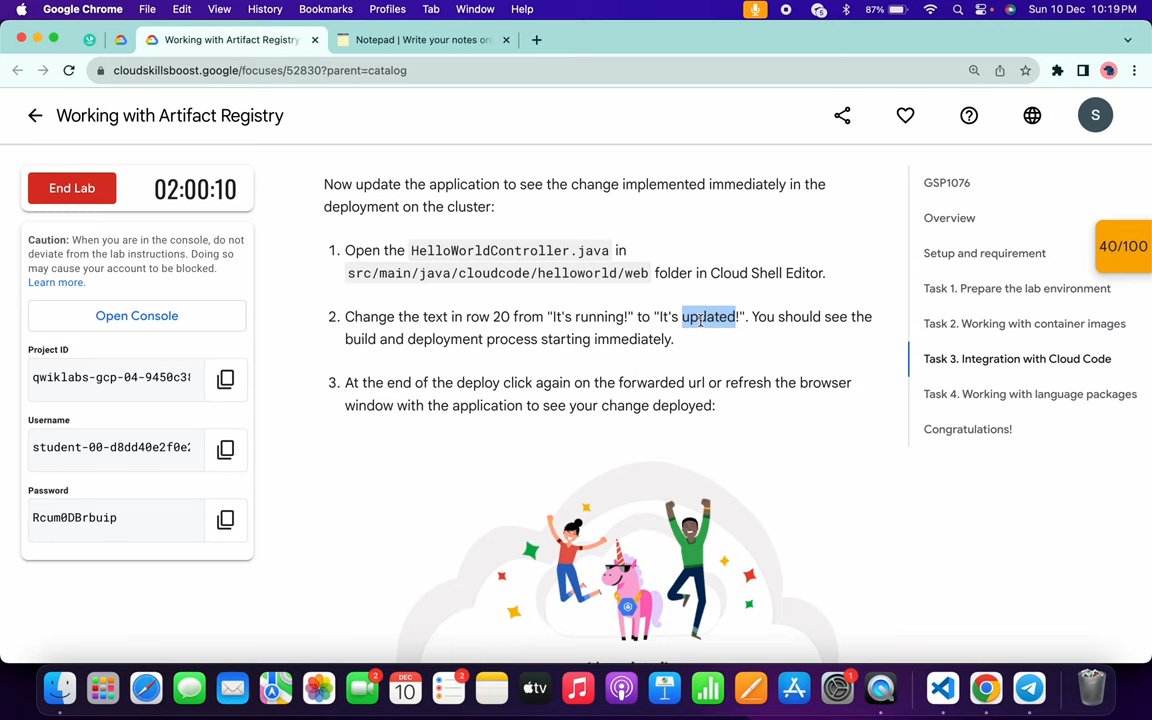 Google Chrome File Edit View History Bookmarks Profiles Tab Window Help 87% Sun 10 Dec 10:19 PM
Working with Artifact Registry Notepad | Write your notes on
cloudskillsboost.google/focuses/52830?parent=catalog
Working with Artifact Registry
S
End Lab 02:00:10
Caution: When you are in the console, do not
deviate from the lab instructions. Doing so
may cause your account to be blocked.
Learn more.
Open Console
Project ID
qwiklabs-gcp-04-9450c38
Username
student-00-d8dd40e2f0e2
Password
Rcum0DBrbuip
Now update the application to see the change implemented immediately in the
deployment on the cluster:
1. Open the HelloWorldController.java in
src/main/java/cloudcode/helloworld/web folder in Cloud Shell Editor.
2. Change the text in row 20 from "It's running!" to "It's updated!". You should see the
build and deployment process starting immediately.
3. At the end of the deploy click again on the forwarded url or refresh the browser
window with the application to see your change deployed:
GSP1076
Overview
Setup and requirement
Task 1. Prepare the lab environment
Task 2. Working with container images
Task 3. Integration with Cloud Code
Task 4. Working with language packages
Congratulations!
40/100
2
DEC
10
2
tv
1